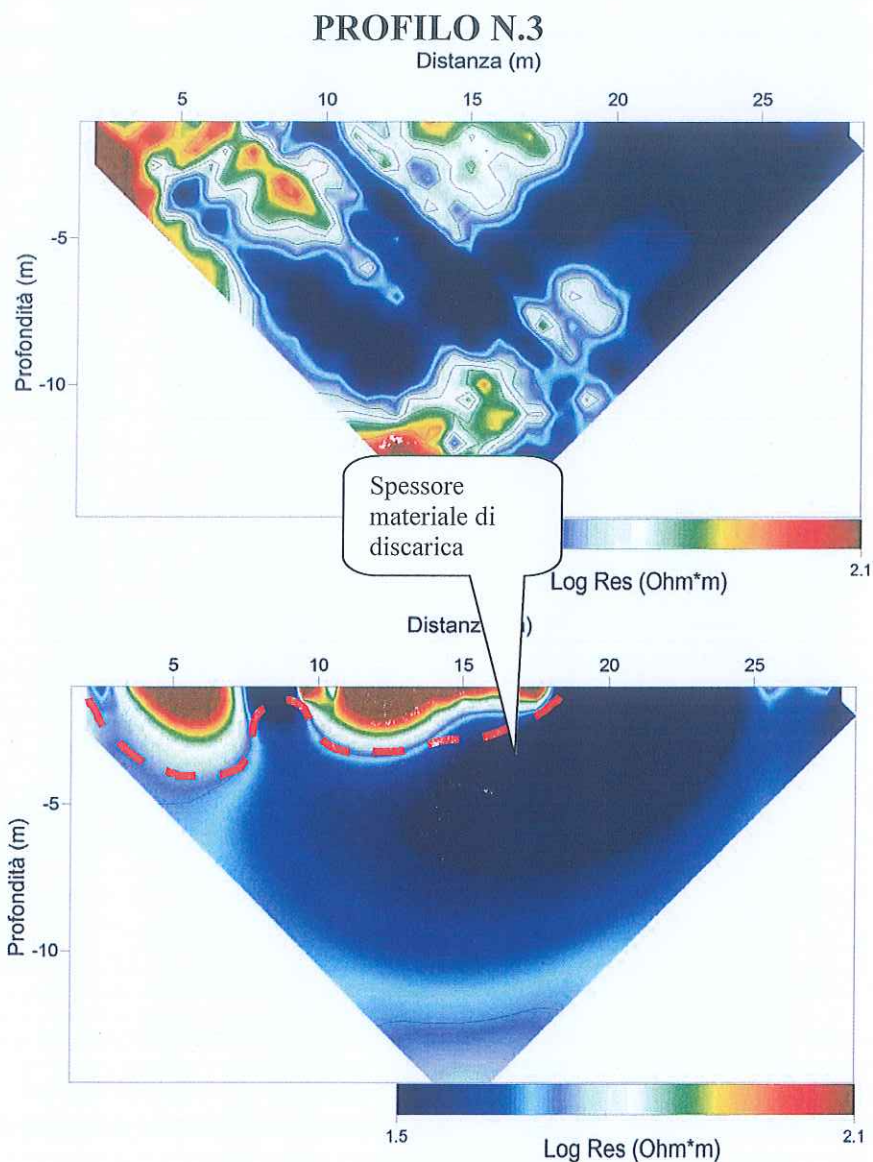 PROFILO N.3
Distanza (m)
5 10 15 20 25
Profondità (m)
-5
-10
Spessore
materiale di
discarica
2.1
Log Res (Ohm*m)
5 10 15 20 25
Profondità (m)
-5
-10
1.5 2.1
Log Res (Ohm*m)